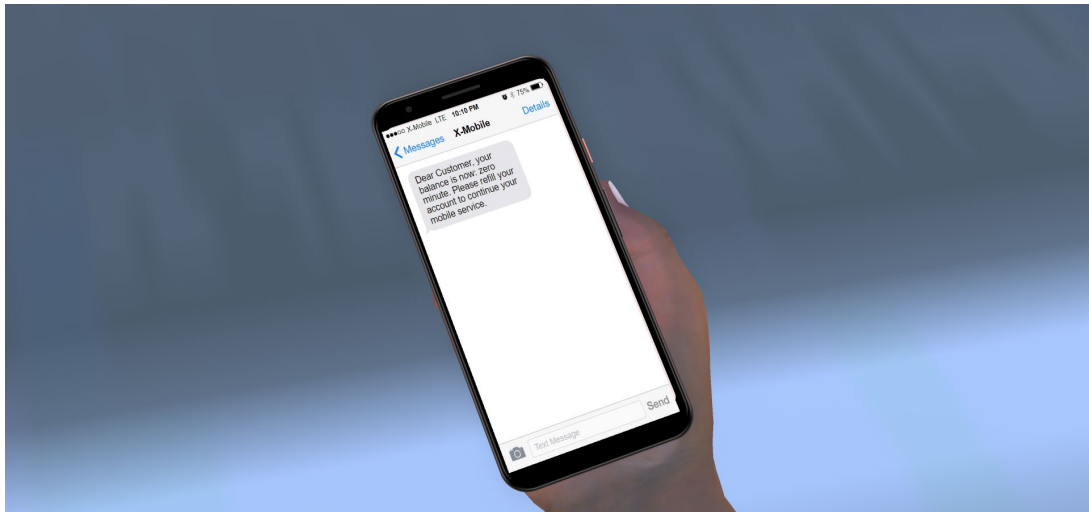 X-Mobile LTE 10:10 PM 75%
Messages X-Mobile Details
Dear Customer, your
balance is now: zero
minute. Please refill your
account to continue your
mobile service.
Text Message Send